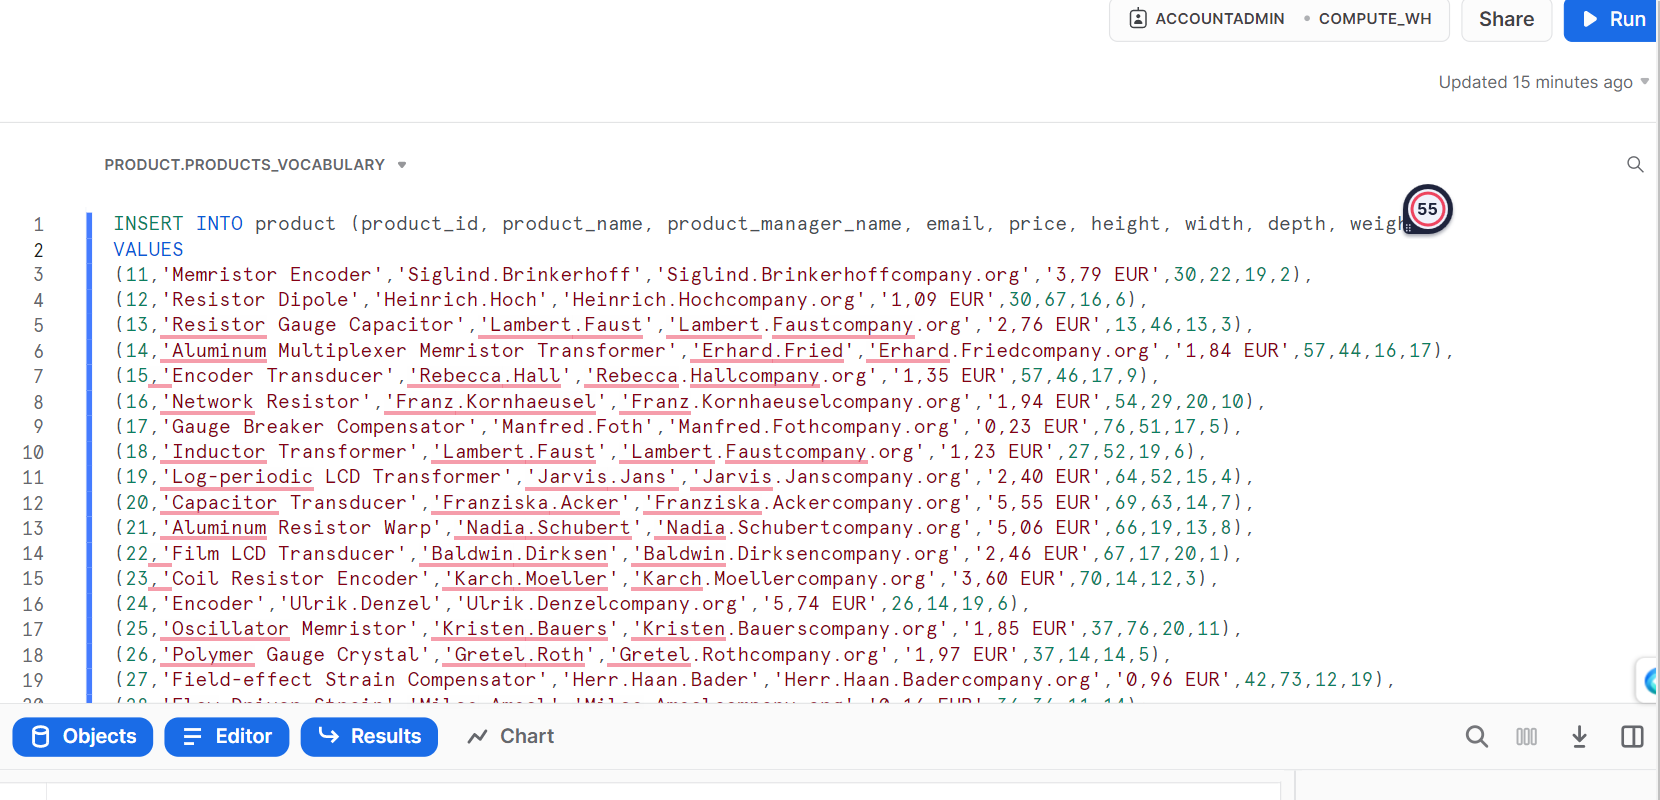 ACCOUNTADMIN • COMPUTE_WH Share Run
Updated 15 minutes ago
PRODUCT.PRODUCTS_VOCABULARY
55
1 INSERT INTO product (product_id, product_name, product_manager_name, email, price, height, width, depth, weigh
2 VALUES
3 (11,'Memristor Encoder','Siglind.Brinkerhoff','Siglind.Brinkerhoffcompany.org','3,79 EUR',30,22,19,2),
4 (12,'Resistor Dipole','Heinrich.Hoch','Heinrich.Hochcompany.org','1,09 EUR',30,67,16,6),
5 (13,'Resistor Gauge Capacitor','Lambert.Faust','Lambert.Faustcompany.org','2,76 EUR',13,46,13,3),
6 (14,'Aluminum Multiplexer Memristor Transformer','Erhard.Fried','Erhard.Friedcompany.org','1,84 EUR',57,44,16,17),
7 (15,'Encoder Transducer','Rebecca.Hall','Rebecca.Hallcompany.org','1,35 EUR',57,46,17,9),
8 (16,'Network Resistor','Franz.Kornhaeusel','Franz.Kornhaeuselcompany.org','1,94 EUR',54,29,20,10),
9 (17,'Gauge Breaker Compensator','Manfred.Foth','Manfred.Fothcompany.org','0,23 EUR',76,51,17,5),
10 (18,'Inductor Transformer','Lambert.Faust','Lambert.Faustcompany.org','1,23 EUR',27,52,19,6),
11 (19,'Log-periodic LCD Transformer','Jarvis.Jans','Jarvis.Janscompany.org','2,40 EUR',64,52,15,4),
12 (20,'Capacitor Transducer','Franziska.Acker','Franziska.Ackercompany.org','5,55 EUR',69,63,14,7),
13 (21,'Aluminum Resistor Warp','Nadia.Schubert','Nadia.Schubertcompany.org','5,06 EUR',66,19,13,8),
14 (22,'Film LCD Transducer','Baldwin.Dirksen','Baldwin.Dirksencompany.org','2,46 EUR',67,17,20,1),
15 (23,'Coil Resistor Encoder','Karch.Moeller','Karch.Moellercompany.org','3,60 EUR',70,14,12,3),
16 (24,'Encoder','Ulrik.Denzel','Ulrik.Denzelcompany.org','5,74 EUR',26,14,19,6),
17 (25,'Oscillator Memristor','Kristen.Bauers','Kristen.Bauerscompany.org','1,85 EUR',37,76,20,11),
18 (26,'Polymer Gauge Crystal','Gretel.Roth','Gretel.Rothcompany.org','1,97 EUR',37,14,14,5),
19 (27,'Field-effect Strain Compensator','Herr.Haan.Bader','Herr.Haan.Badercompany.org','0,96 EUR',42,73,12,19),
Objects Editor Results Chart